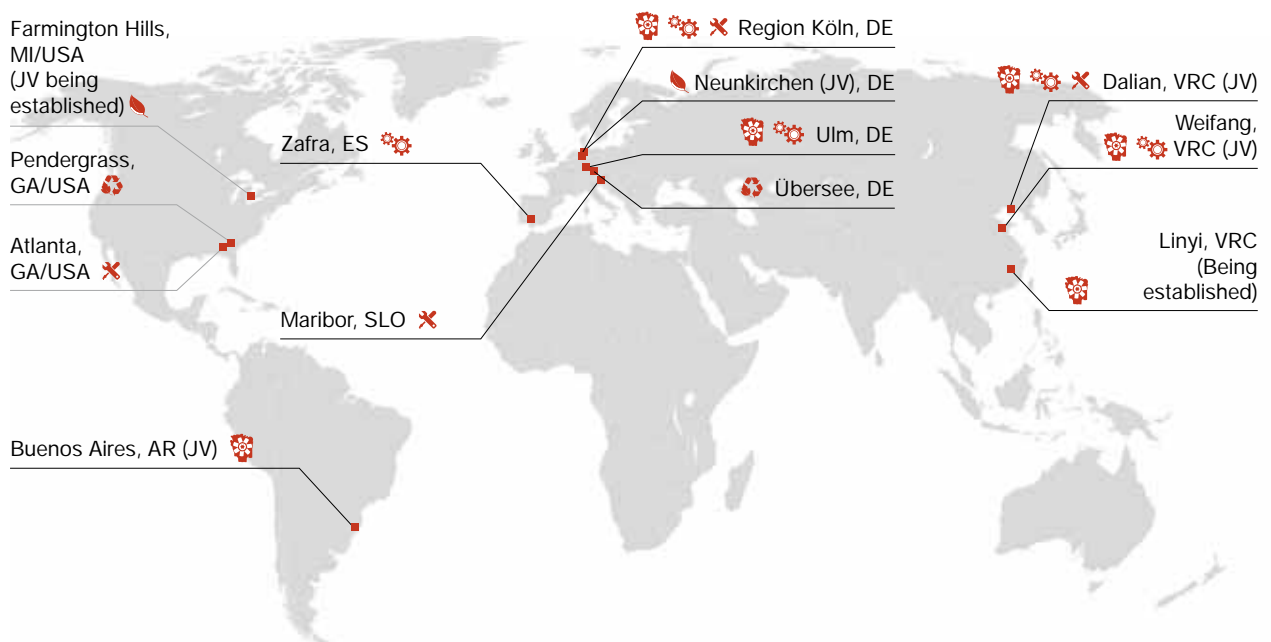 Farmington Hills,
MI/USA
(JV being
established)
Pendergrass,
GA/USA
Atlanta,
GA/USA
Zafra, ES
Maribor, SLO
Buenos Aires, AR (JV)
Region Köln, DE
Neunkirchen (JV), DE
Ulm, DE
Übersee, DE
Dalian, VRC (JV)
Weifang,
VRC (JV)
Linyi, VRC
(Being
established)